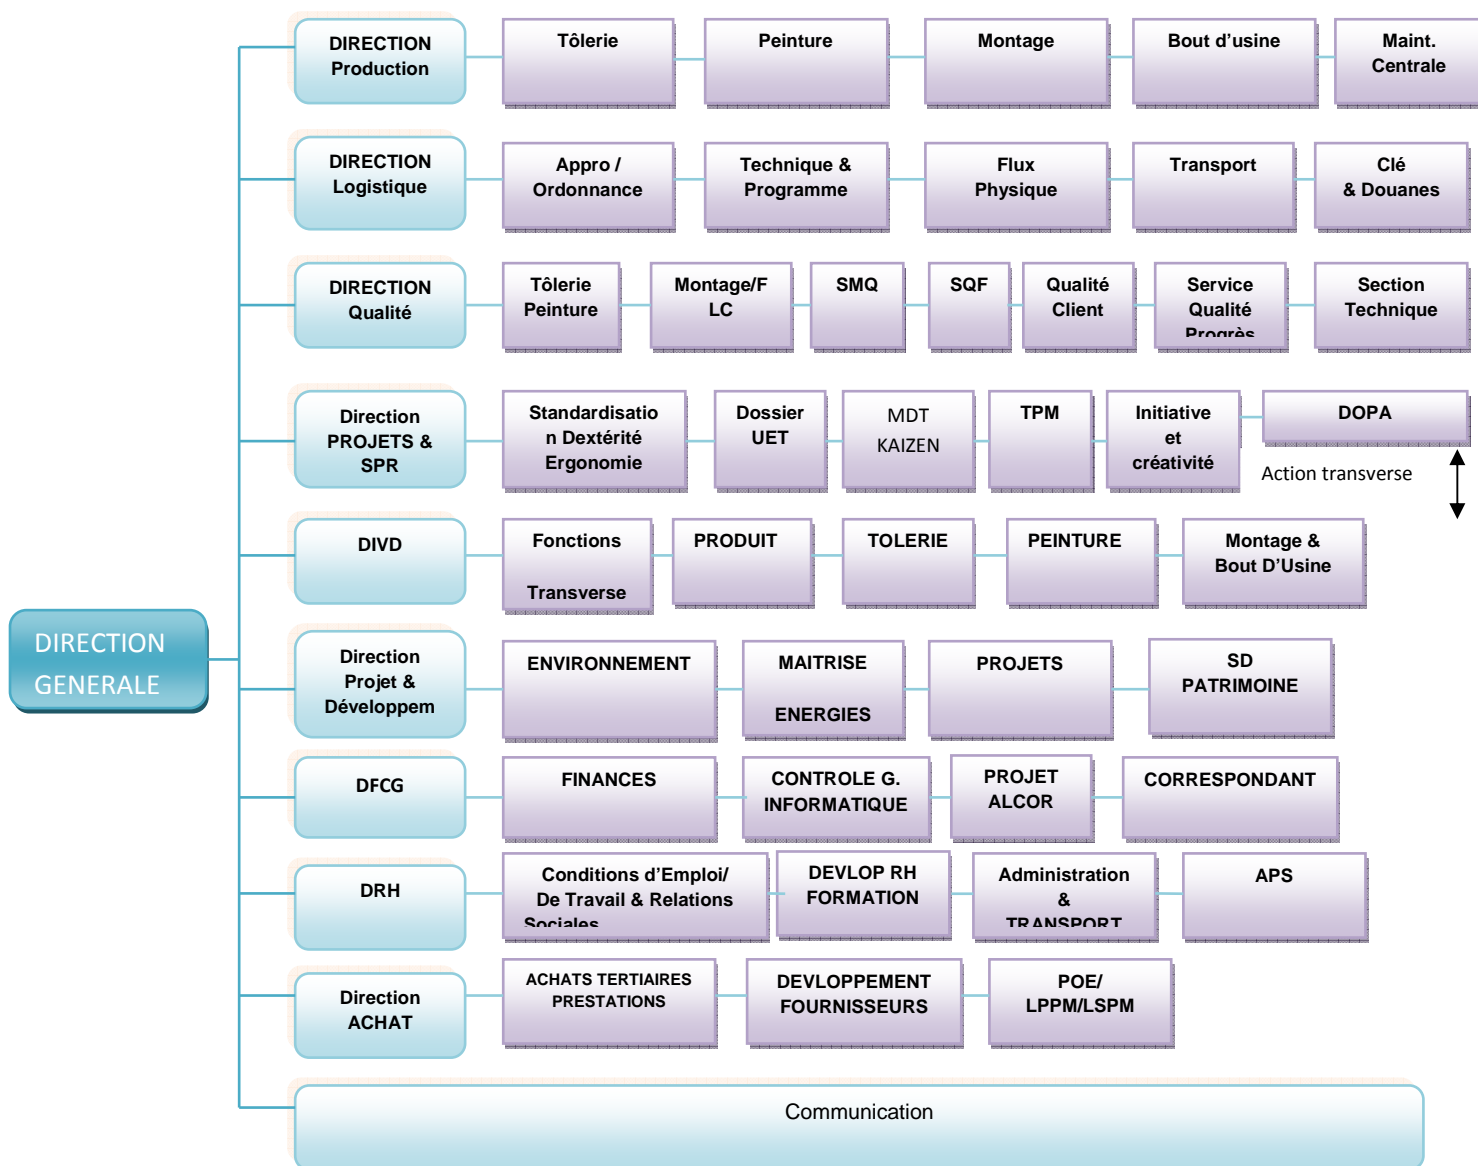 DIRECTION
Production
Tôlerie
Peinture
Montage
Bout d'usine
Maint.
Centrale
DIRECTION
Logistique
Appro /
Ordonnance
Technique &
Programme
Flux
Physique
Transport
Clé
& Douanes
DIRECTION
Qualité
Tôlerie
Peinture
Montage/F
LC
SMQ
SQF
Qualité
Client
Service
Qualité
Progrès
Section
Technique
Direction
PROJETS &
SPR
Standardisatio
n Dextérité
Ergonomie
Dossier
UET
MDT
KAIZEN
TPM
Initiative
et
créativité
DOPA
Action transverse
DIVD
Fonctions
Transverse
PRODUIT
TOLERIE
PEINTURE
Montage &
Bout D'Usine
DIRECTION
GENERALE
Direction
Projet &
Développem
ENVIRONNEMENT
MAITRISE
ENERGIES
PROJETS
SD
PATRIMOINE
DFCG
FINANCES
CONTROLE G.
INFORMATIQUE
PROJET
ALCOR
CORRESPONDANT
DRH
Conditions d'Emploi/
De Travail & Relations
Sociales
DEVLOP RH
FORMATION
Administration
&
TRANSPORT
APS
Direction
ACHAT
ACHATS TERTIAIRES
PRESTATIONS
DEVLOPPEMENT
FOURNISSEURS
POE/
LPPM/LSPM
Communication